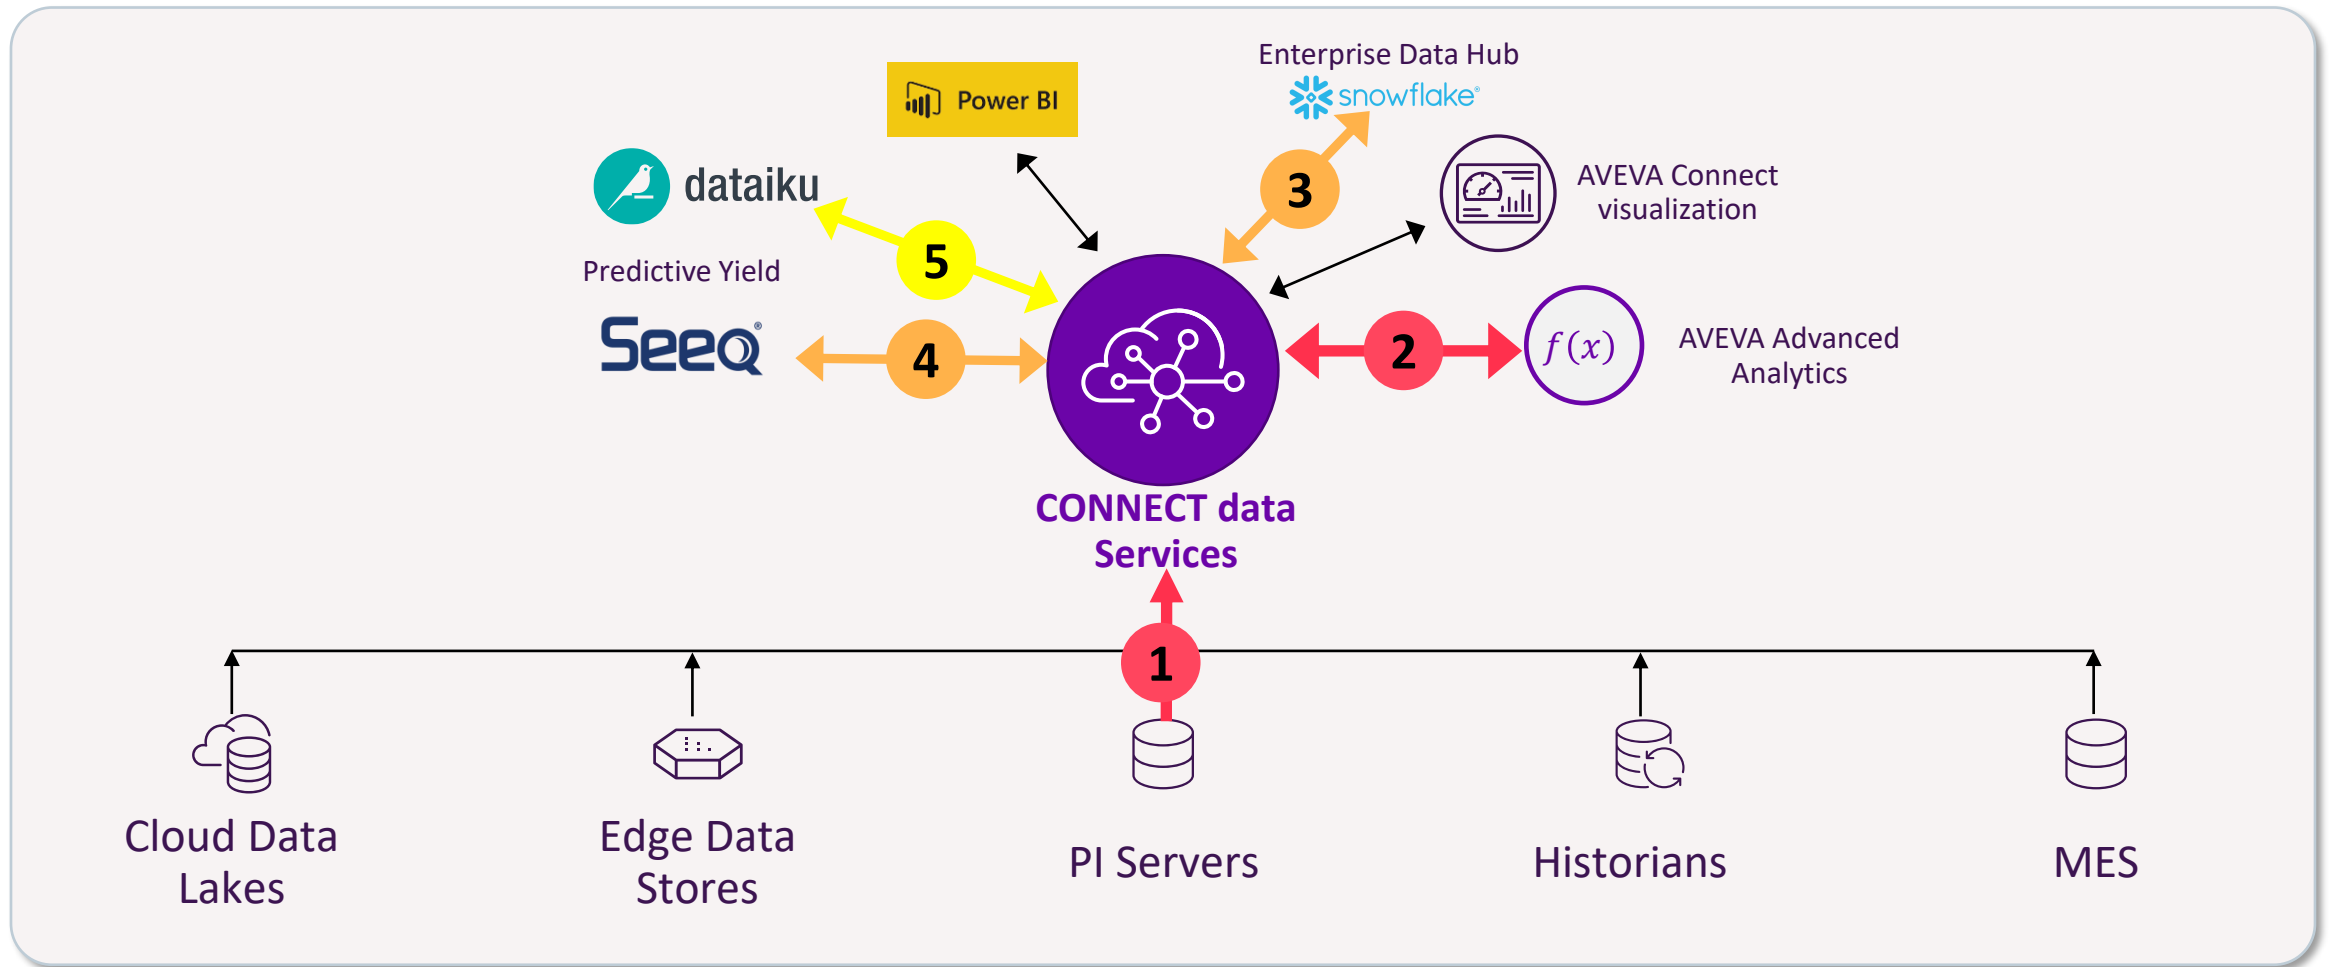 Enterprise Data Hub
Power BI
snowflake®
dataiku
3
AVEVA Connect
visualization
5
Predictive Yield
Seeq®
4
2
f(x)
AVEVA Advanced
Analytics
CONNECT data
Services
1
Cloud Data
Lakes
Edge Data
Stores
PI Servers
Historians
MES